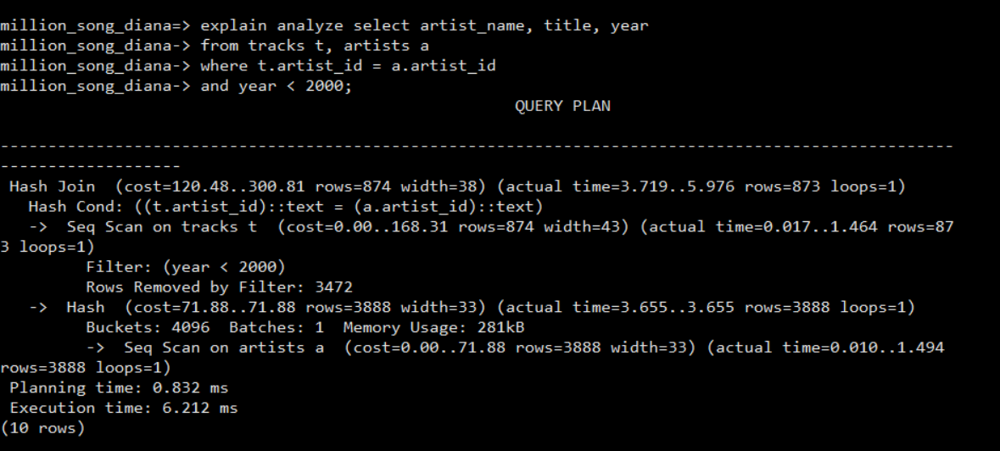 million_song_diana=> explain analyze select artist_name, title, year
million_song_diana-> from tracks t, artists a
million_song_diana-> where t.artist_id = a.artist_id
million_song_diana-> and year < 2000;
                                                      QUERY PLAN
----------------------------------------------------------------------------------------------------
-------------------
 Hash Join  (cost=120.48..300.81 rows=874 width=38) (actual time=3.719..5.976 rows=873 loops=1)
   Hash Cond: ((t.artist_id)::text = (a.artist_id)::text)
   ->  Seq Scan on tracks t  (cost=0.00..168.31 rows=874 width=43) (actual time=0.017..1.464 rows=87
3 loops=1)
         Filter: (year < 2000)
         Rows Removed by Filter: 3472
   ->  Hash  (cost=71.88..71.88 rows=3888 width=33) (actual time=3.655..3.655 rows=3888 loops=1)
         Buckets: 4096  Batches: 1  Memory Usage: 281kB
         ->  Seq Scan on artists a  (cost=0.00..71.88 rows=3888 width=33) (actual time=0.010..1.494
rows=3888 loops=1)
 Planning time: 0.832 ms
 Execution time: 6.212 ms
(10 rows)